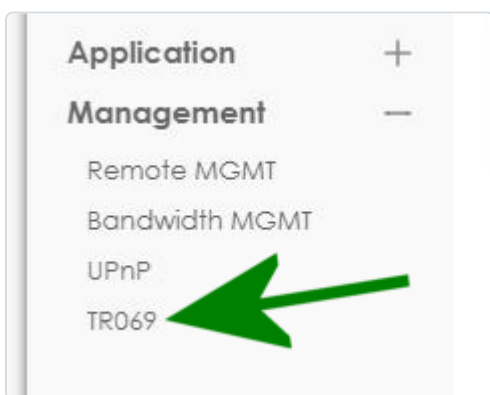 Application +
Management —
Remote MGMT
Bandwidth MGMT
UPnP
TR069